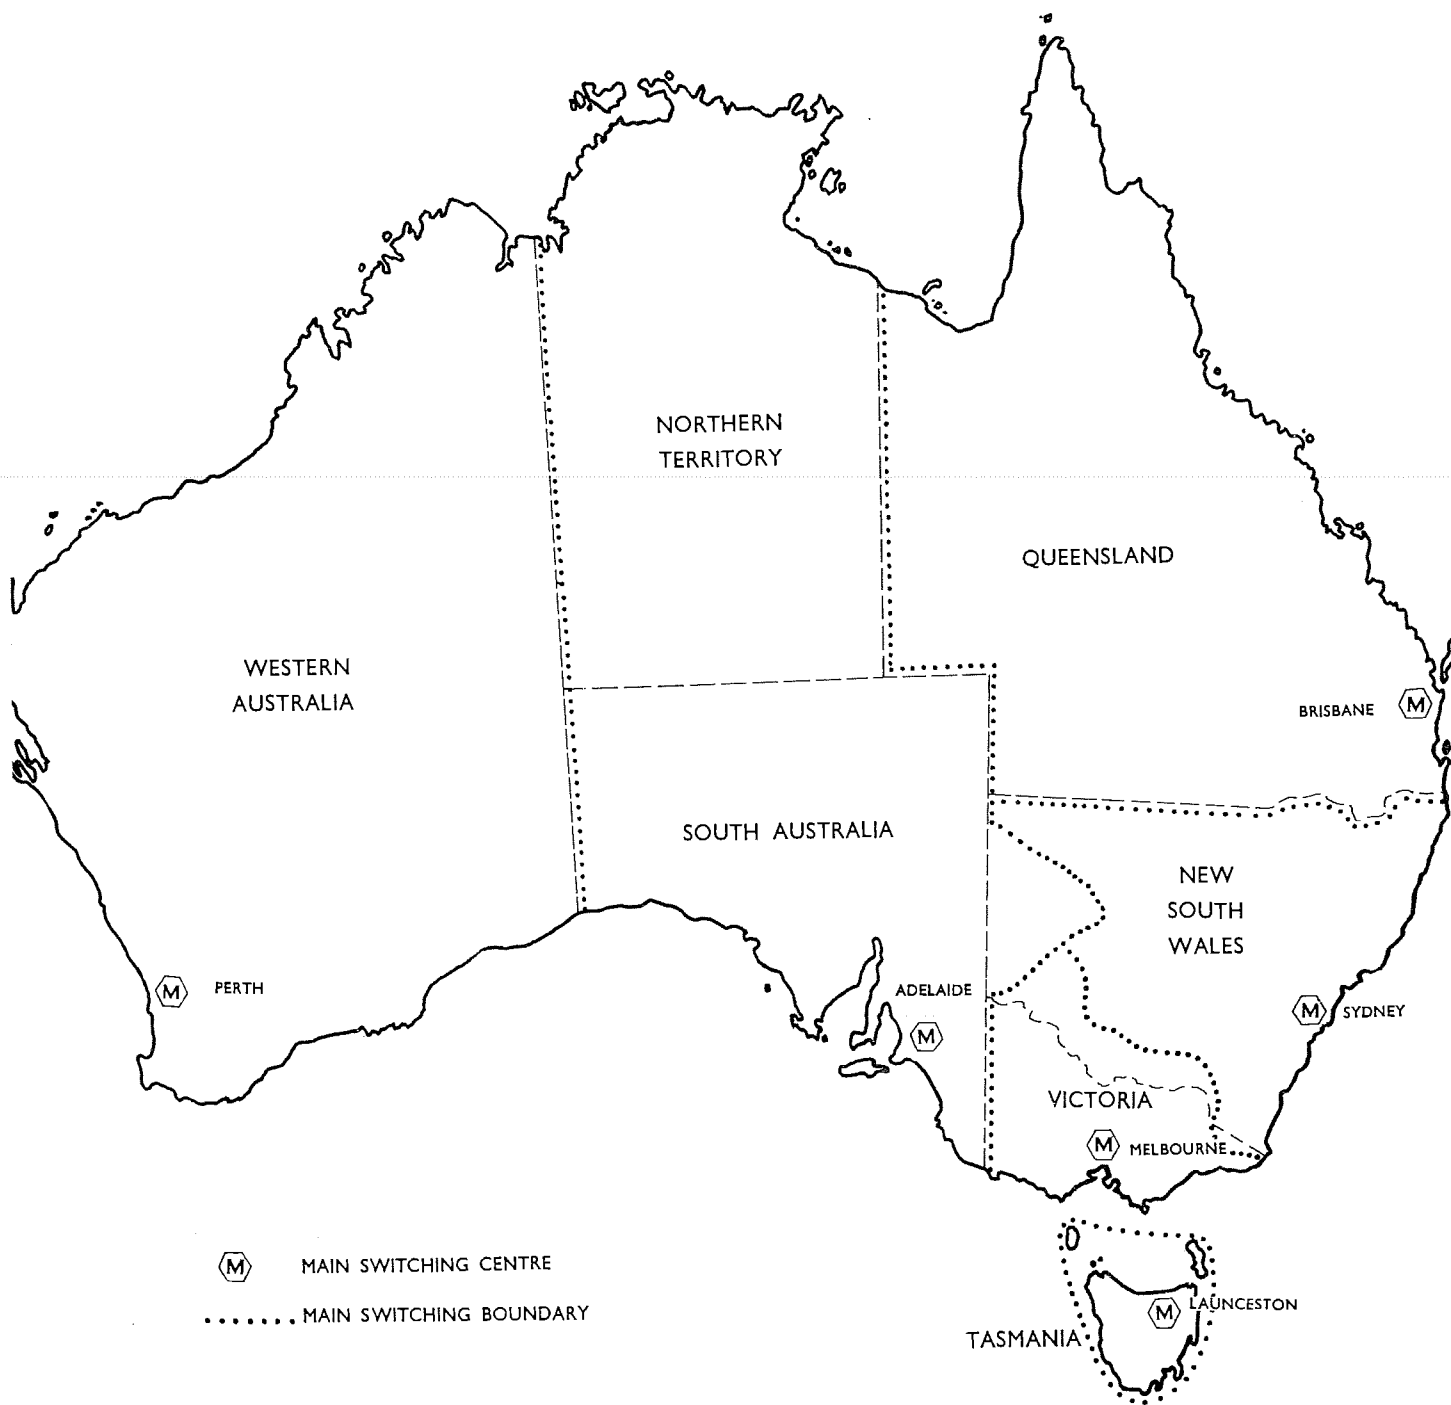 NORTHERN
TERRITORY
QUEENSLAND
WESTERN
AUSTRALIA
BRISBANE
M
SOUTH AUSTRALIA
NEW
SOUTH
WALES
M
PERTH
ADELAIDE
M
M
SYDNEY
VICTORIA
M
MELBOURNE
M
MAIN SWITCHING CENTRE
MAIN SWITCHING BOUNDARY
M
LAUNCESTON
TASMANIA